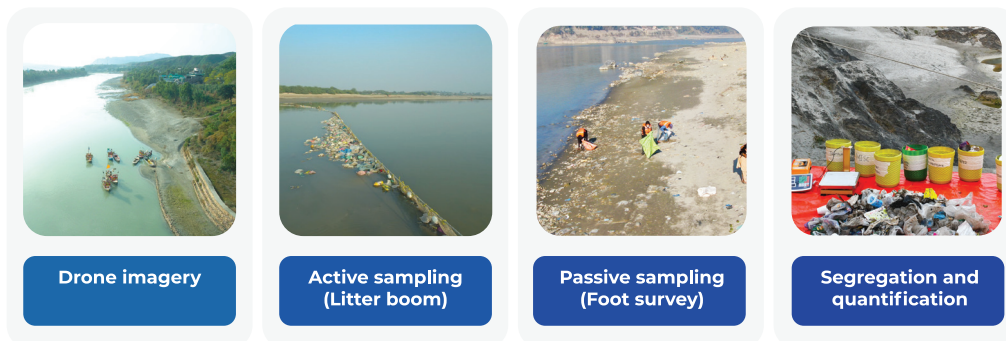 Drone imagery
Active sampling
(Litter boom)
Passive sampling
(Foot survey)
Segregation and
quantification